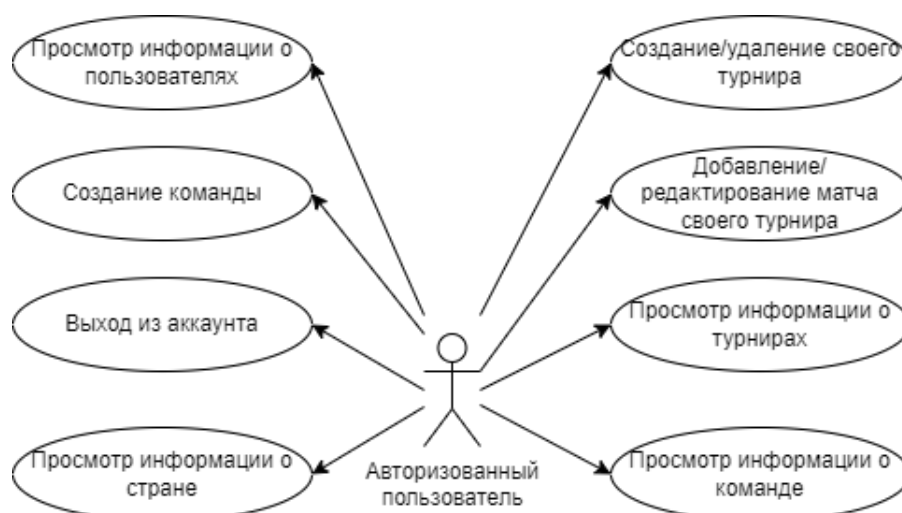 Просмотр информации о
пользователях
Создание/удаление своего
турнира
Создание команды
Добавление/
редактирование матча
своего турнира
Выход из аккаунта
Просмотр информации о
турнирах
Просмотр информации о
стране
Просмотр информации о
команде
Авторизованный
пользователь